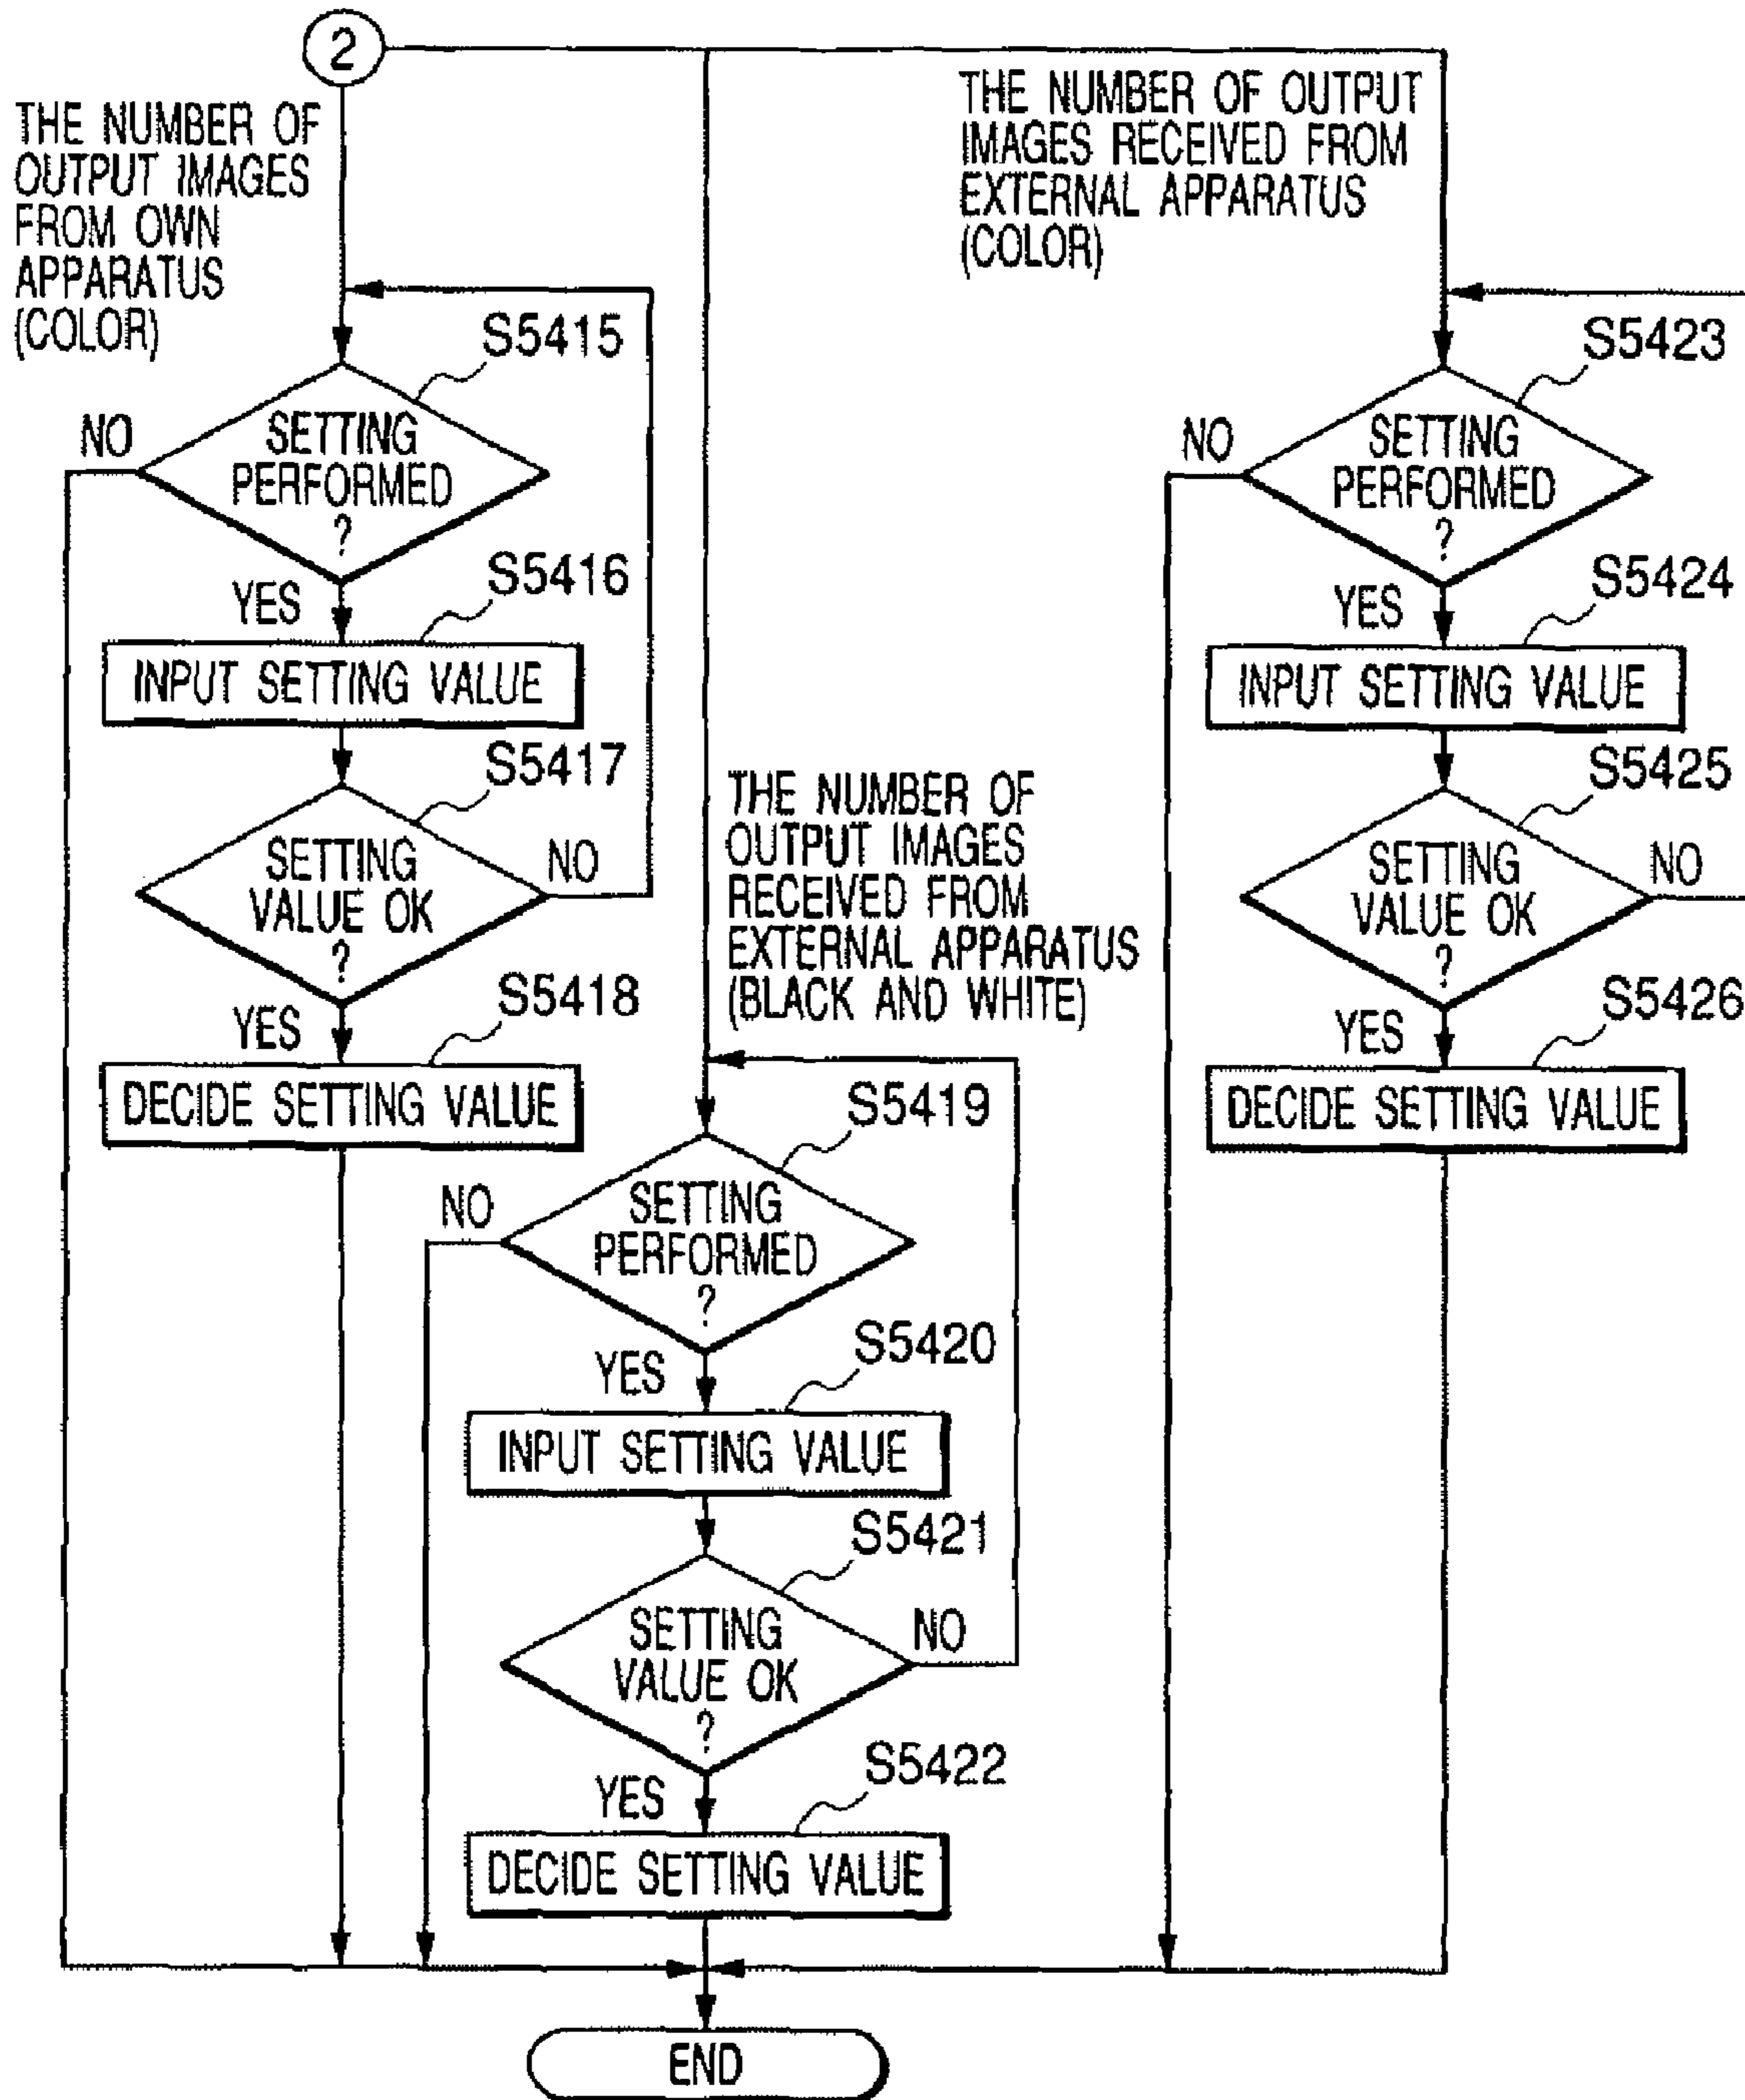 2
THE NUMBER OF
OUTPUT IMAGES
FROM OWN
APPARATUS
(COLOR)
S5415
NO
SETTING
PERFORMED
?
YES
S5416
INPUT SETTING VALUE
S5417
SETTING
VALUE OK
?
NO
YES
S5418
DECIDE SETTING VALUE
THE NUMBER OF
OUTPUT IMAGES
RECEIVED FROM
EXTERNAL APPARATUS
(BLACK AND WHITE)
S5419
NO
SETTING
PERFORMED
?
YES
S5420
INPUT SETTING VALUE
S5421
SETTING
VALUE OK
?
NO
YES
S5422
DECIDE SETTING VALUE
THE NUMBER OF OUTPUT
IMAGES RECEIVED FROM
EXTERNAL APPARATUS
(COLOR)
S5423
NO
SETTING
PERFORMED
?
YES
S5424
INPUT SETTING VALUE
S5425
SETTING
VALUE OK
?
NO
YES
S5426
DECIDE SETTING VALUE
END